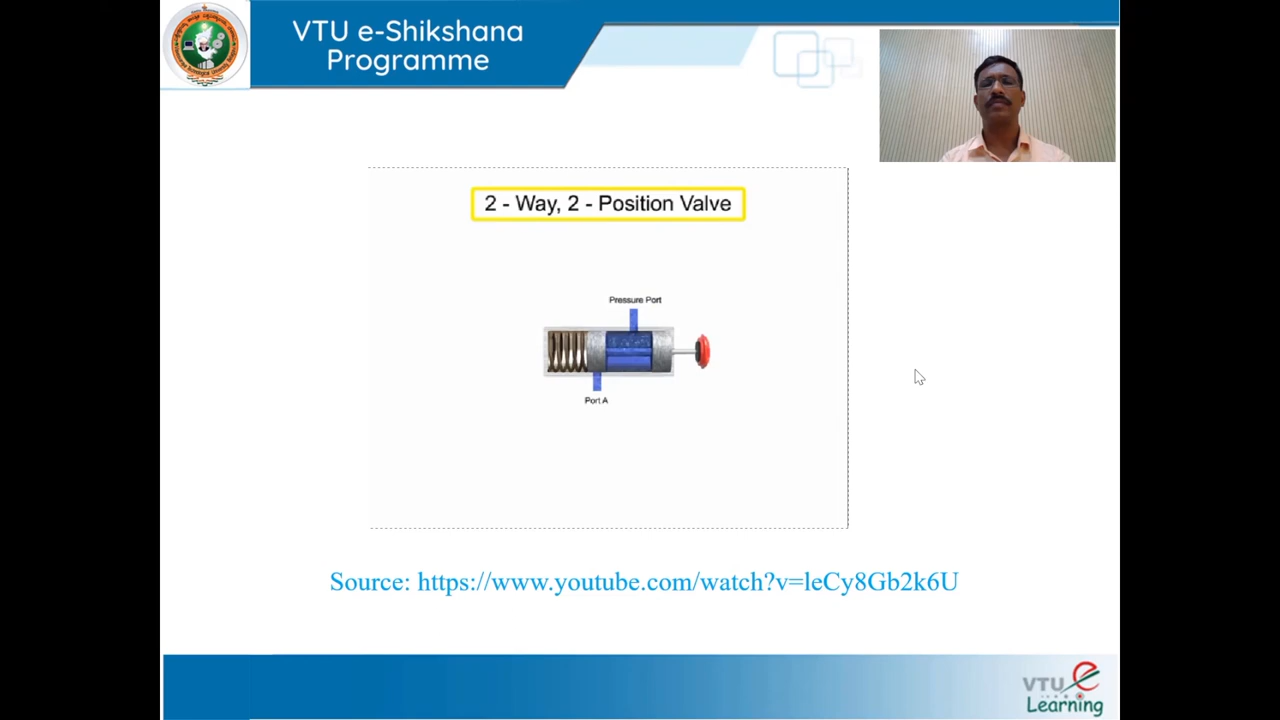 VTU e-Shikshana
Programme
2 - Way, 2 - Position Valve
Pressure Port
Port A
Source: https://www.youtube.com/watch?v=leCy8Gb2k6U
VTU e
Learning